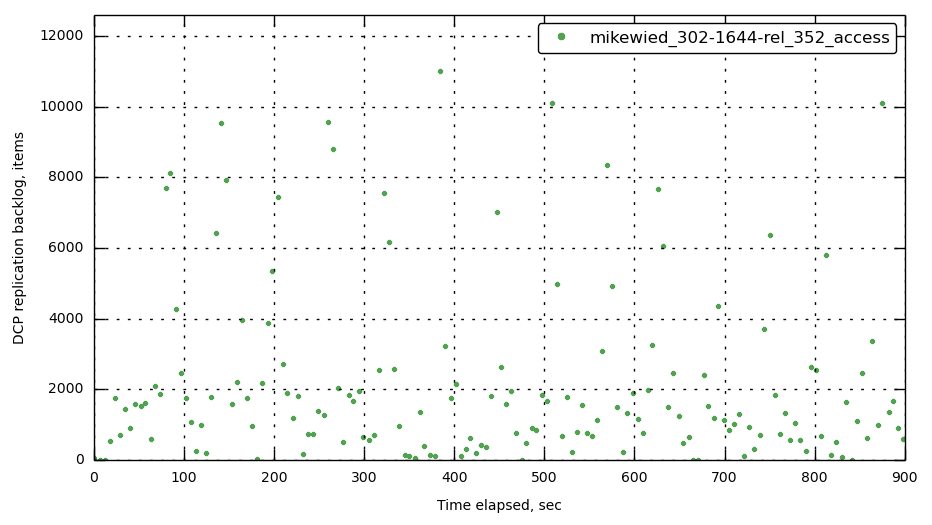 mikewied_302-1644-rel_352_access
DCP replication backlog, items
12000
10000
8000
6000
4000
2000
0
0 100 200 300 400 500 600 700 800 900
Time elapsed, sec